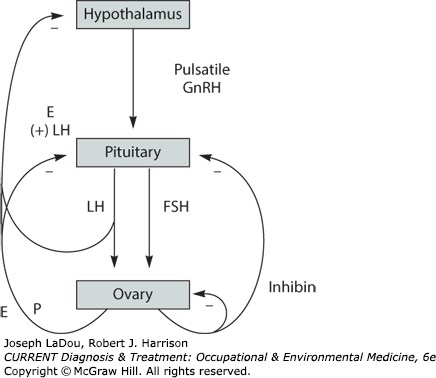 Hypothalamus
–
Pulsatile
GnRH
E
(+) LH
Pituitary
–
–
LH
FSH
Ovary
–
Inhibin
E
P
Joseph LaDou, Robert J. Harrison
CURRENT Diagnosis & Treatment: Occupational & Environmental Medicine, 6e
Copyright © McGraw Hill. All rights reserved.